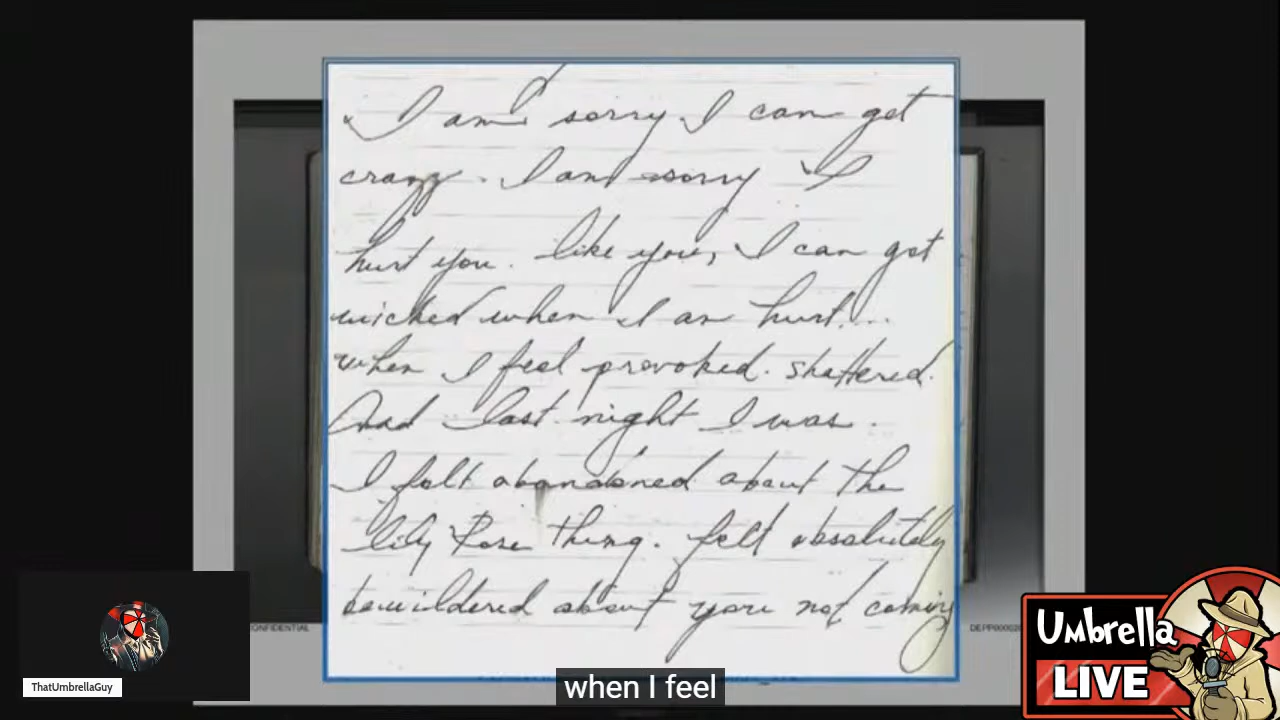 I am sorry I can get
crazy. I am sorry I
hurt you. Like you, I can get
wicked when I am hurt...
when I feel provoked. shattered.
And last night I was.
I felt abandoned about the
Lily Rose thing. felt absolutely
bewildered about you not coming
ONFIDENTIAL
ThatUmbrellaGuy
when I feel
UMbrella
LIVE